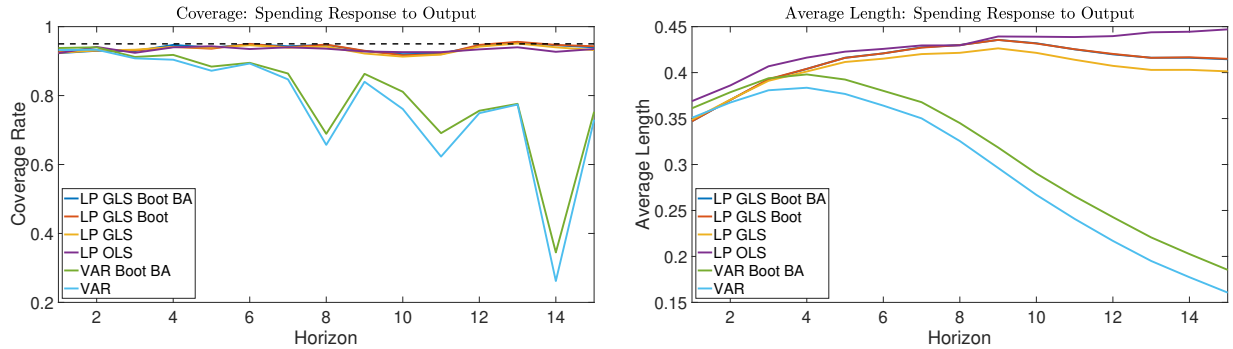 Coverage: Spending Response to Output
Coverage Rate
1
0.8
0.6
0.4
0.2
LP GLS Boot BA
LP GLS Boot
LP GLS
LP OLS
VAR Boot BA
VAR
2 4 6 8 10 12 14
Horizon
Average Length: Spending Response to Output
Average Length
0.45
0.4
0.35
0.3
0.25
0.2
0.15
LP GLS Boot BA
LP GLS Boot
LP GLS
LP OLS
VAR Boot BA
VAR
2 4 6 8 10 12 14
Horizon